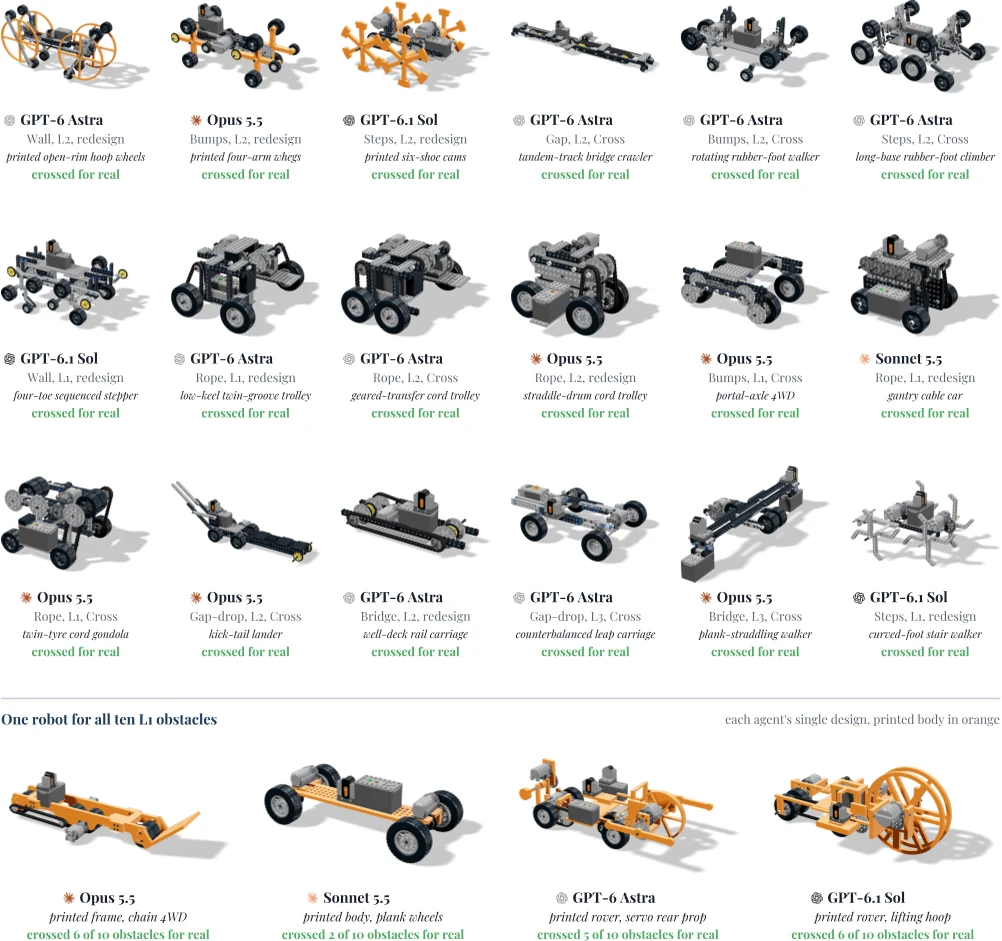 GPT-6 Astra
Wall, L2, redesign
printed open-rim hoop wheels
crossed for real
Opus 5.5
Bumps, L2, redesign
printed four-arm whegs
crossed for real
GPT-6.1 Sol
Steps, L2, redesign
printed six-shoe cams
crossed for real
GPT-6 Astra
Gap, L2, Cross
tandem-track bridge crawler
crossed for real
GPT-6 Astra
Bumps, L2, Cross
rotating rubber-foot walker
crossed for real
GPT-6 Astra
Steps, L2, Cross
long-base rubber-foot climber
crossed for real
GPT-6.1 Sol
Wall, L1, redesign
four-toe sequenced stepper
crossed for real
GPT-6 Astra
Rope, L1, redesign
low-keel twin-groove trolley
crossed for real
GPT-6 Astra
Rope, L2, Cross
geared-transfer cord trolley
crossed for real
Opus 5.5
Rope, L2, redesign
straddle-drum cord trolley
crossed for real
Opus 5.5
Bumps, L1, Cross
portal-axle 4WD
crossed for real
Sonnet 5.5
Rope, L1, redesign
gantry cable car
crossed for real
Opus 5.5
Rope, L1, Cross
twin-tyre cord gondola
crossed for real
Opus 5.5
Gap-drop, L2, Cross
kick-tail lander
crossed for real
GPT-6 Astra
Bridge, L2, redesign
well-deck rail carriage
crossed for real
GPT-6 Astra
Gap-drop, L3, Cross
counterbalanced leap carriage
crossed for real
Opus 5.5
Bridge, L3, Cross
plank-straddling walker
crossed for real
GPT-6.1 Sol
Steps, L1, redesign
curved-foot stair walker
crossed for real
One robot for all ten L1 obstacles
each agent's single design, printed body in orange
Opus 5.5
printed frame, chain 4WD
crossed 6 of 10 obstacles for real
Sonnet 5.5
printed body, plank wheels
crossed 2 of 10 obstacles for real
GPT-6 Astra
printed rover, servo rear prop
crossed 5 of 10 obstacles for real
GPT-6.1 Sol
printed rover, lifting hoop
crossed 6 of 10 obstacles for real